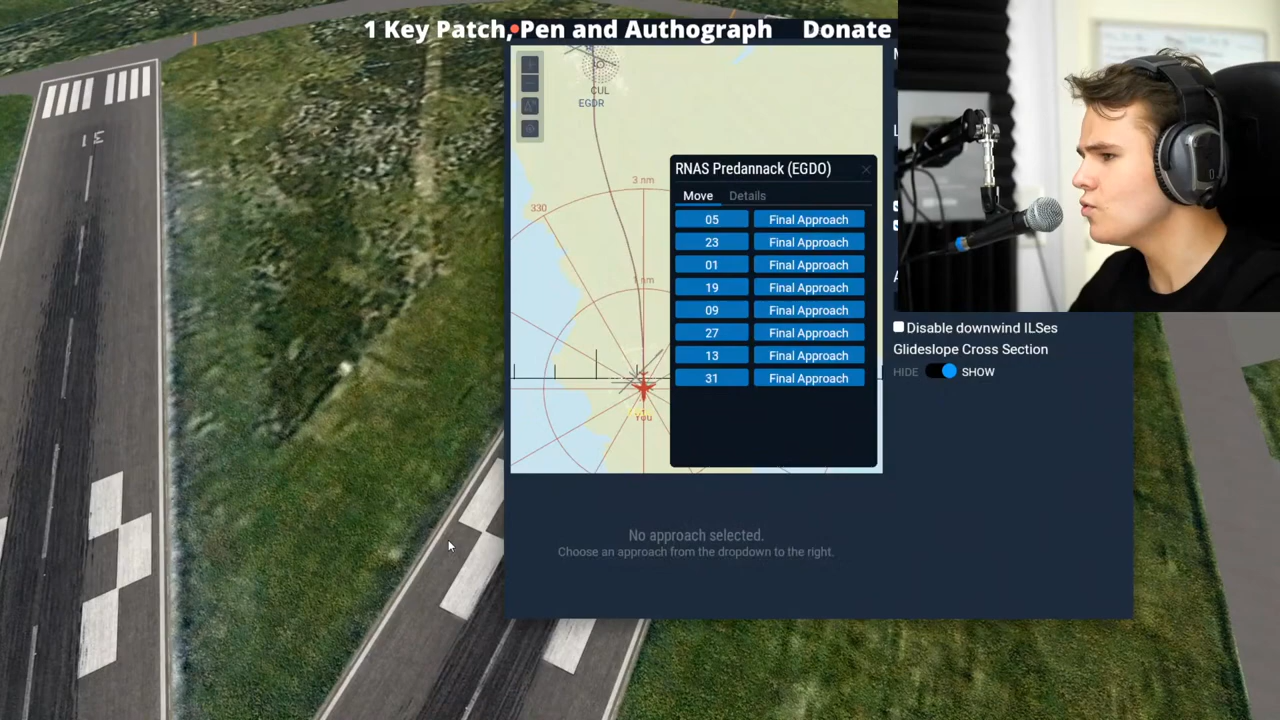 1 Key Patch, Pen and Authograph Donate
CUL
EGDR
3 nm
330
1 nm
You
RNAS Predannack (EGDO)
Move Details
05 Final Approach
23 Final Approach
01 Final Approach
19 Final Approach
09 Final Approach
27 Final Approach
13 Final Approach
31 Final Approach
Disable downwind ILSes
Glideslope Cross Section
HIDE SHOW
No approach selected.
Choose an approach from the dropdown to the right.
31